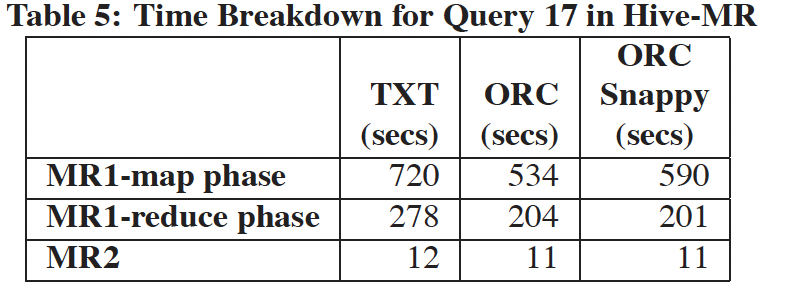 Table 5: Time Breakdown for Query 17 in Hive-MR
TXT (secs) ORC (secs) ORC Snappy (secs)
MR1-map phase 720 534 590
MR1-reduce phase 278 204 201
MR2 12 11 11